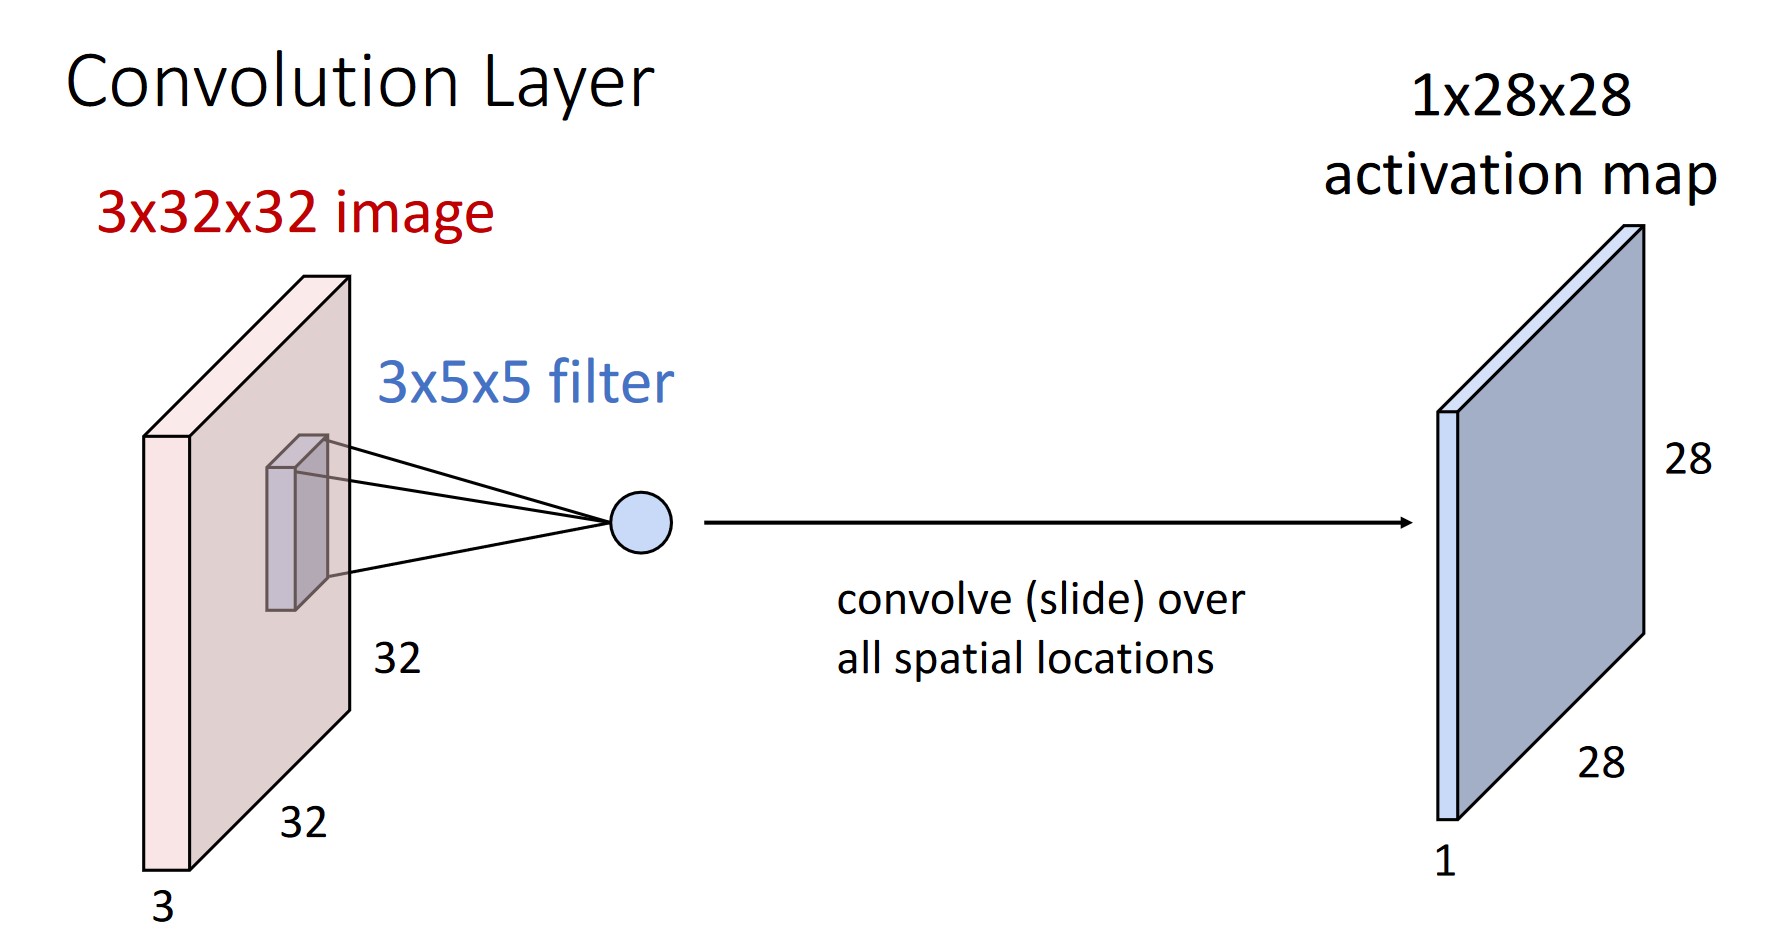 Convolution Layer
3x32x32 image
3x5x5 filter
32
32
3
convolve (slide) over
all spatial locations
1x28x28
activation map
28
28
1